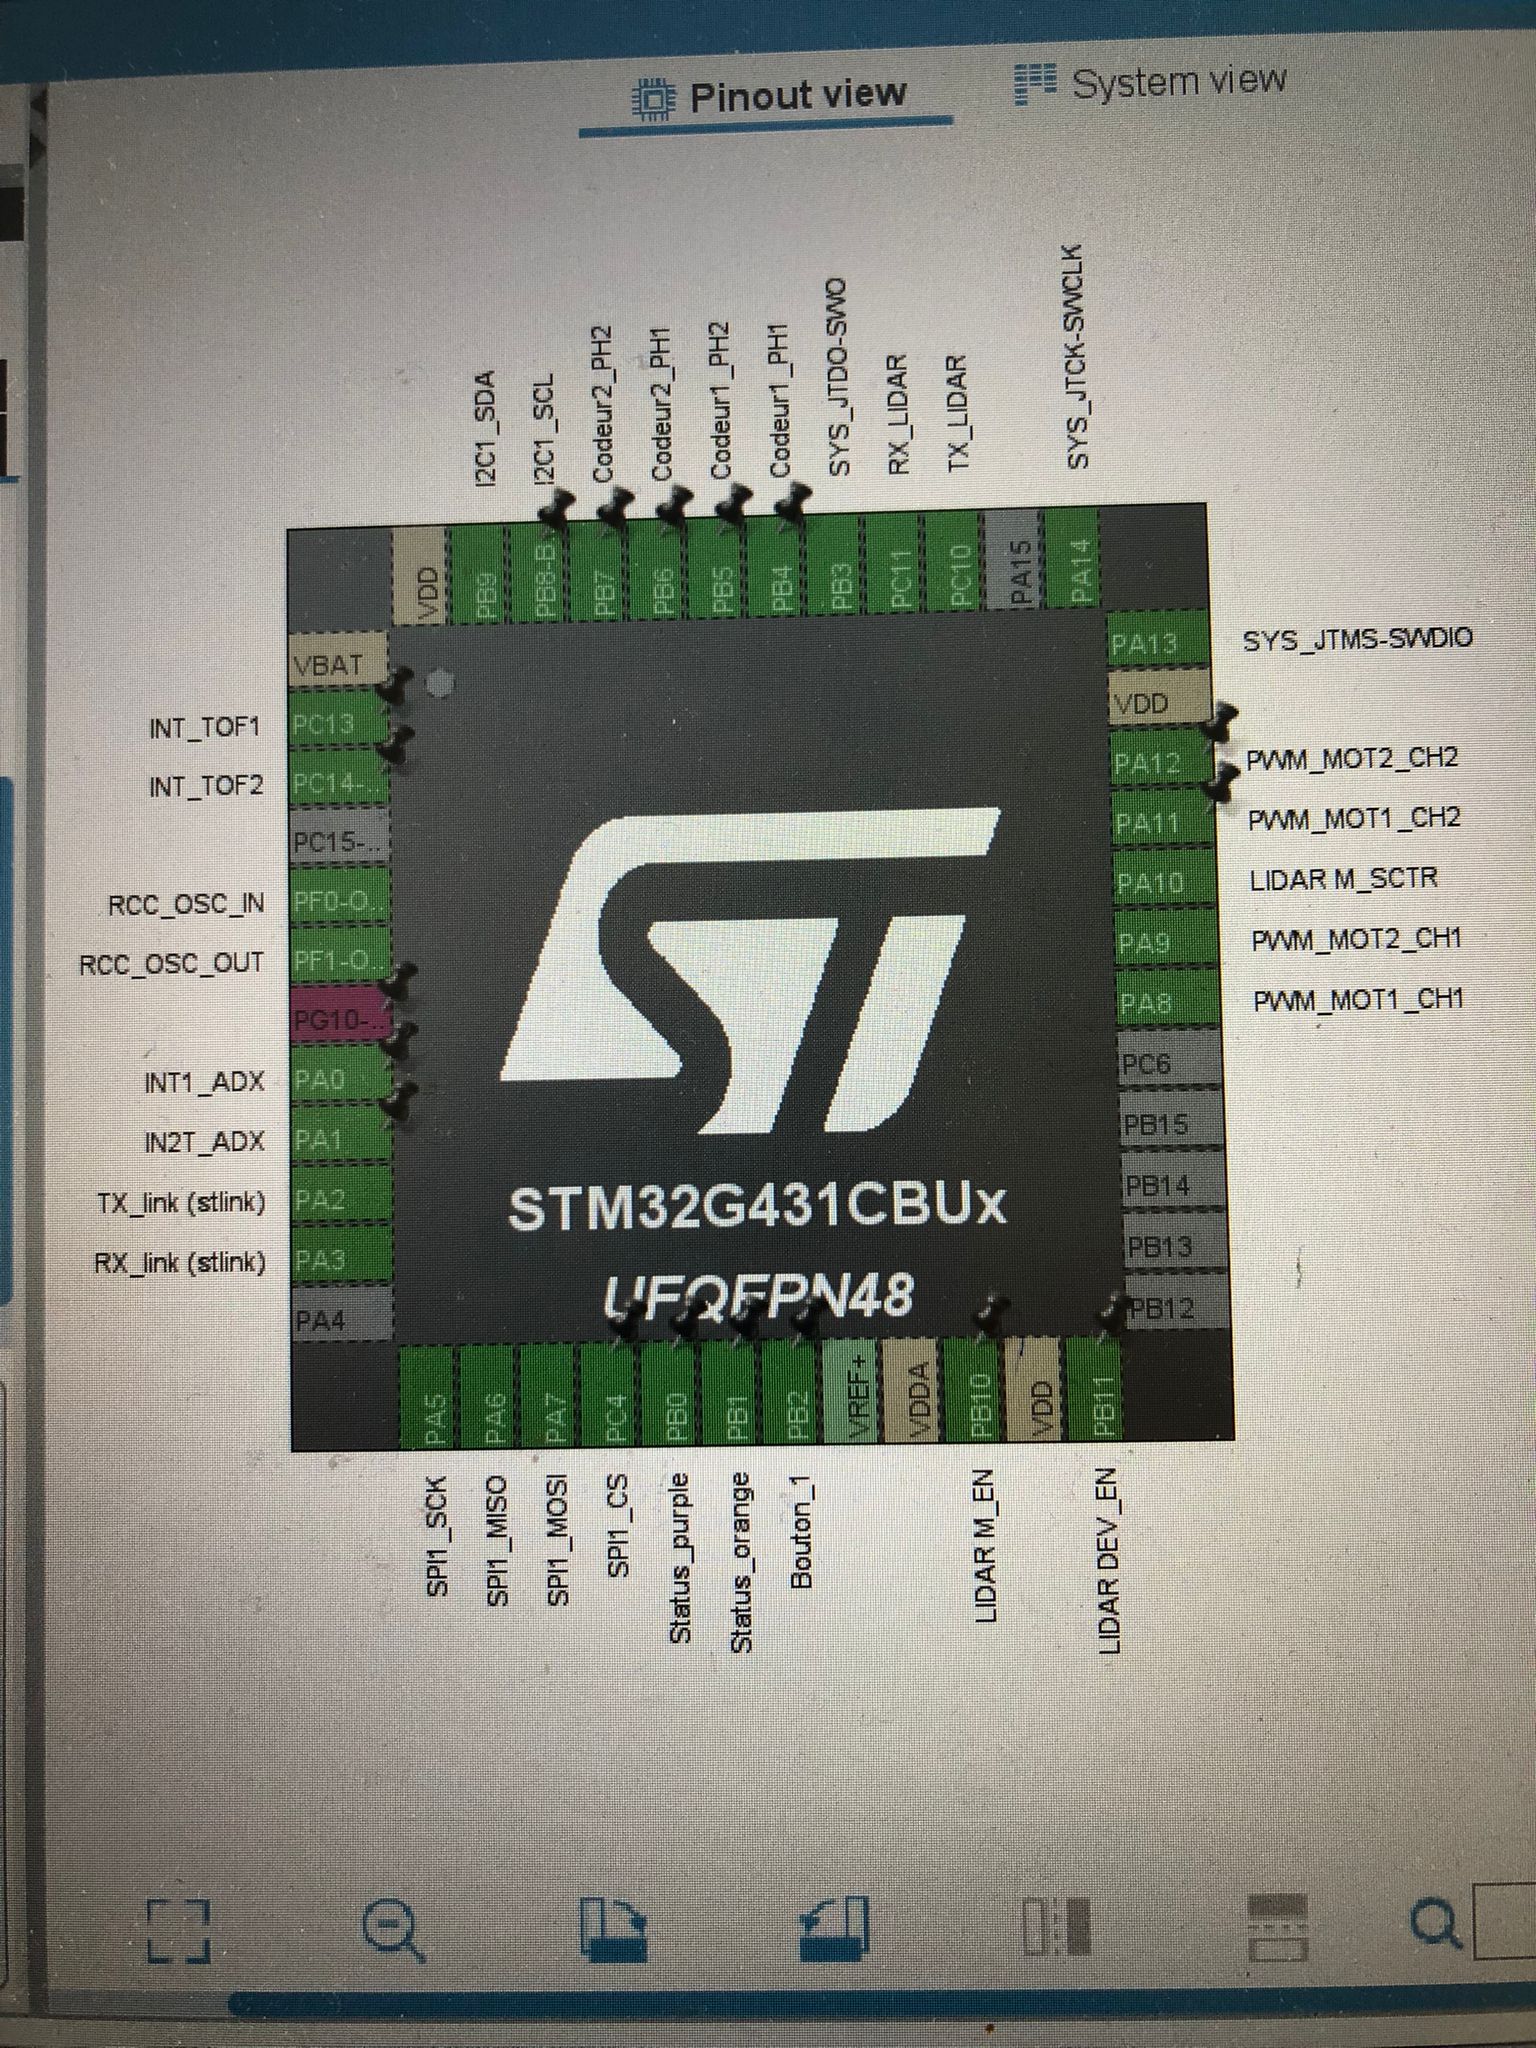 Pinout view
System view
I2C1_SDA
I2C1_SCL
Codeur2_PH2
Codeur2_PH1
Codeur1_PH2
Codeur1_PH1
SYS_JTDO-SWO
RX_LIDAR
TX_LIDAR
SYS_JTCK-SWCLK
VDD
PB9
PB8-B..
PB7
PB6
PB5
PB4
PB3
PC11
PC10
PA15
PA14
VBAT
INT_TOF1 PC13
INT_TOF2 PC14-..
PC15-..
RCC_OSC_IN PF0-O..
RCC_OSC_OUT PF1-O..
PG10-..
INT1_ADX PA0
IN2T_ADX PA1
TX_link (stlink) PA2
RX_link (stlink) PA3
PA4
PA13 SYS_JTMS-SWDIO
VDD
PA12 PWM_MOT2_CH2
PA11 PWM_MOT1_CH2
PA10 LIDAR M_SCTR
PA9 PWM_MOT2_CH1
PA8 PWM_MOT1_CH1
PC6
PB15
PB14
PB13
PB12
ST
STM32G431CBUx
UFQFPN48
PA5
PA6
PA7
PC4
PB0
PB1
PB2
VREF+
VDDA
PB10
VDD
PB11
SPI1_SCK
SPI1_MISO
SPI1_MOSI
SPI1_CS
Status_purple
Status_orange
Bouton_1
LIDAR M_EN
LIDAR DEV_EN